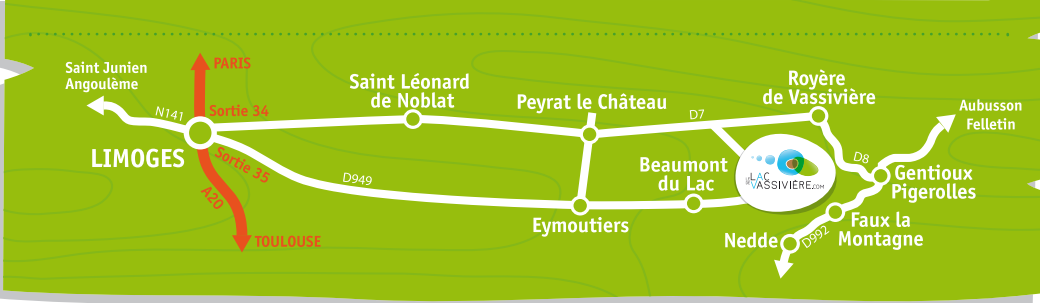 Saint Junien
Angoulème
N141
PARIS
Sortie 34
LIMOGES
Sortie 35
A20
TOULOUSE
Saint Léonard
de Noblat
D949
Peyrat le Château
Eymoutiers
D7
Beaumont
du Lac
LE LAC
VASSIVIÈRE.COM
Royère
de Vassivière
D8
Aubusson
Felletin
Gentioux
Pigerolles
Faux la
Montagne
D992
Nedde